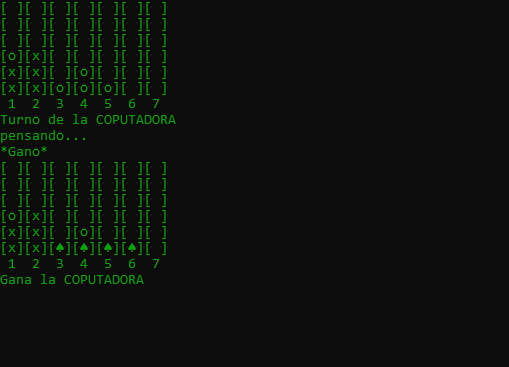 [ ][ ][ ][ ][ ][ ][ ]
[ ][ ][ ][ ][ ][ ][ ]
[ ][ ][ ][ ][ ][ ][ ]
[o][x][ ][ ][ ][ ][ ]
[x][x][ ][o][ ][ ][ ]
[x][x][o][o][o][ ][ ]
 1  2  3  4  5  6  7
Turno de la COPUTADORA
pensando...
*Gano*
[ ][ ][ ][ ][ ][ ][ ]
[ ][ ][ ][ ][ ][ ][ ]
[ ][ ][ ][ ][ ][ ][ ]
[o][x][ ][ ][ ][ ][ ]
[x][x][ ][o][ ][ ][ ]
[x][x][♠][♠][♠][♠][ ]
 1  2  3  4  5  6  7
Gana la COPUTADORA